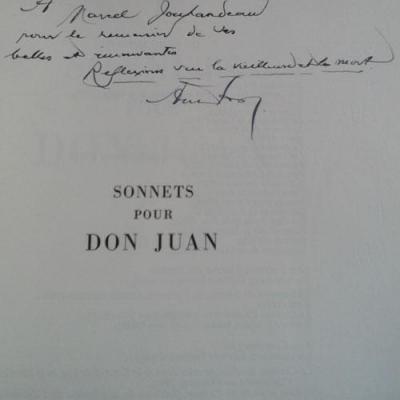 A Marcel Jouhandeau
pour le remercier de ses
belles et émouvantes
Réflexions sur la vieillesse et la mort.
SONNETS
POUR
DON JUAN